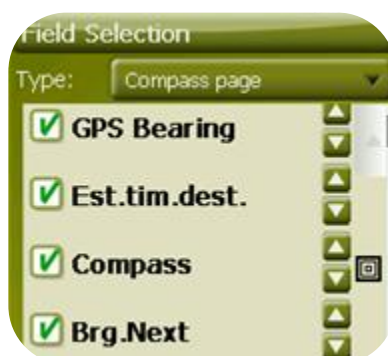 Field Selection
Type: Compass page
GPS Bearing
Est.tim.dest.
Compass
Brg.Next